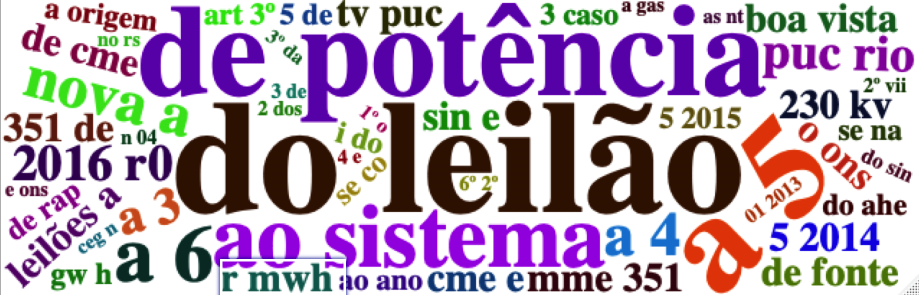 a origem
art 3º
5 de
tv puc
3 caso
a gas
as nt
boa vista
de cme
no rs
3º da
de potência
puc rio
nova a
3 de
2 dos
2º vii
230 kv
351 de
n 04
1º o
i do
sin e
5 2015
o ons
se na
2016 r0
4 e
se co
do leilão
6º 2º
a 5
do sin
e ons
de rap
leilões a
a 3
01 2013
do ahe
ceg n
a 6
ao sistema
a 4
5 2014
gw h
r mwh
ao ano
cme e
mme 351
de fonte